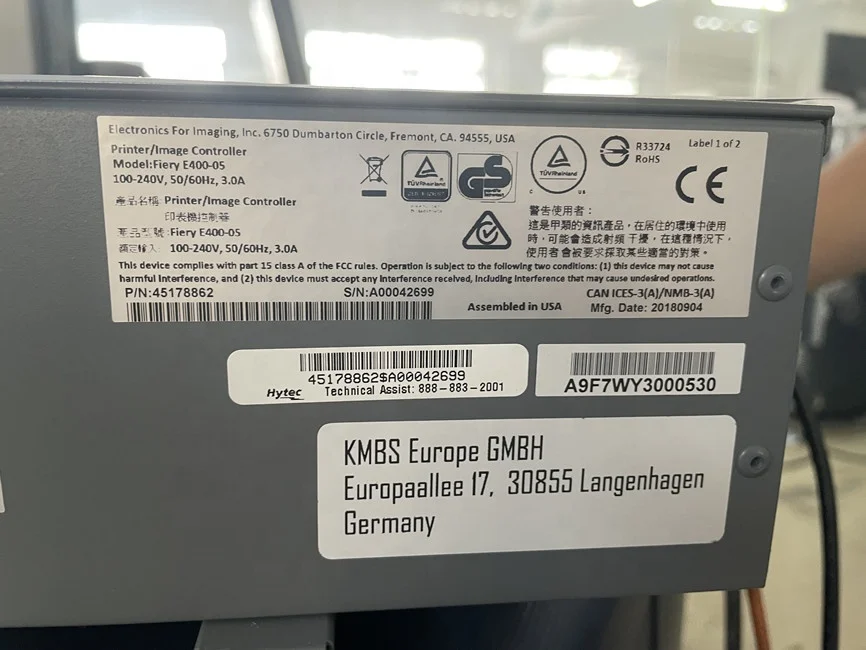 Electronics For Imaging, Inc. 6750 Dumbarton Circle, Fremont, CA. 94555, USA
Printer/Image Controller
Model:Fiery E400-05
100-240V, 50/60Hz, 3.0A
產品名稱: Printer/Image Controller
印表機控制器
產品型號:Fiery E400-05
額定輸入: 100-240V, 50/60Hz, 3.0A
TÜVRheinland
GS
TÜVRheinland
C US
R33724
RoHS
Label 1 of 2
CE
警告使用者:
這是甲類的資訊產品,在居住的環境中使用
時,可能會造成射頻干擾,在這種情況下,
使用者會被要求採取某些適當的對策。
This device complies with part 15 class A of the FCC rules. Operation is subject to the following two conditions: (1) this device may not cause
harmful Interference, and (2) this device must accept any Interference received, Including Interference that may cause undesired operations.
P/N:45178862 S/N:A00042699
Assembled in USA
CAN ICES-3(A)/NMB-3(A)
Mfg. Date: 20180904
45178862$A00042699
Hytec Technical Assist: 888-883-2001
A9F7WY3000530
KMBS Europe GMBH
Europaallee 17, 30855 Langenhagen
Germany